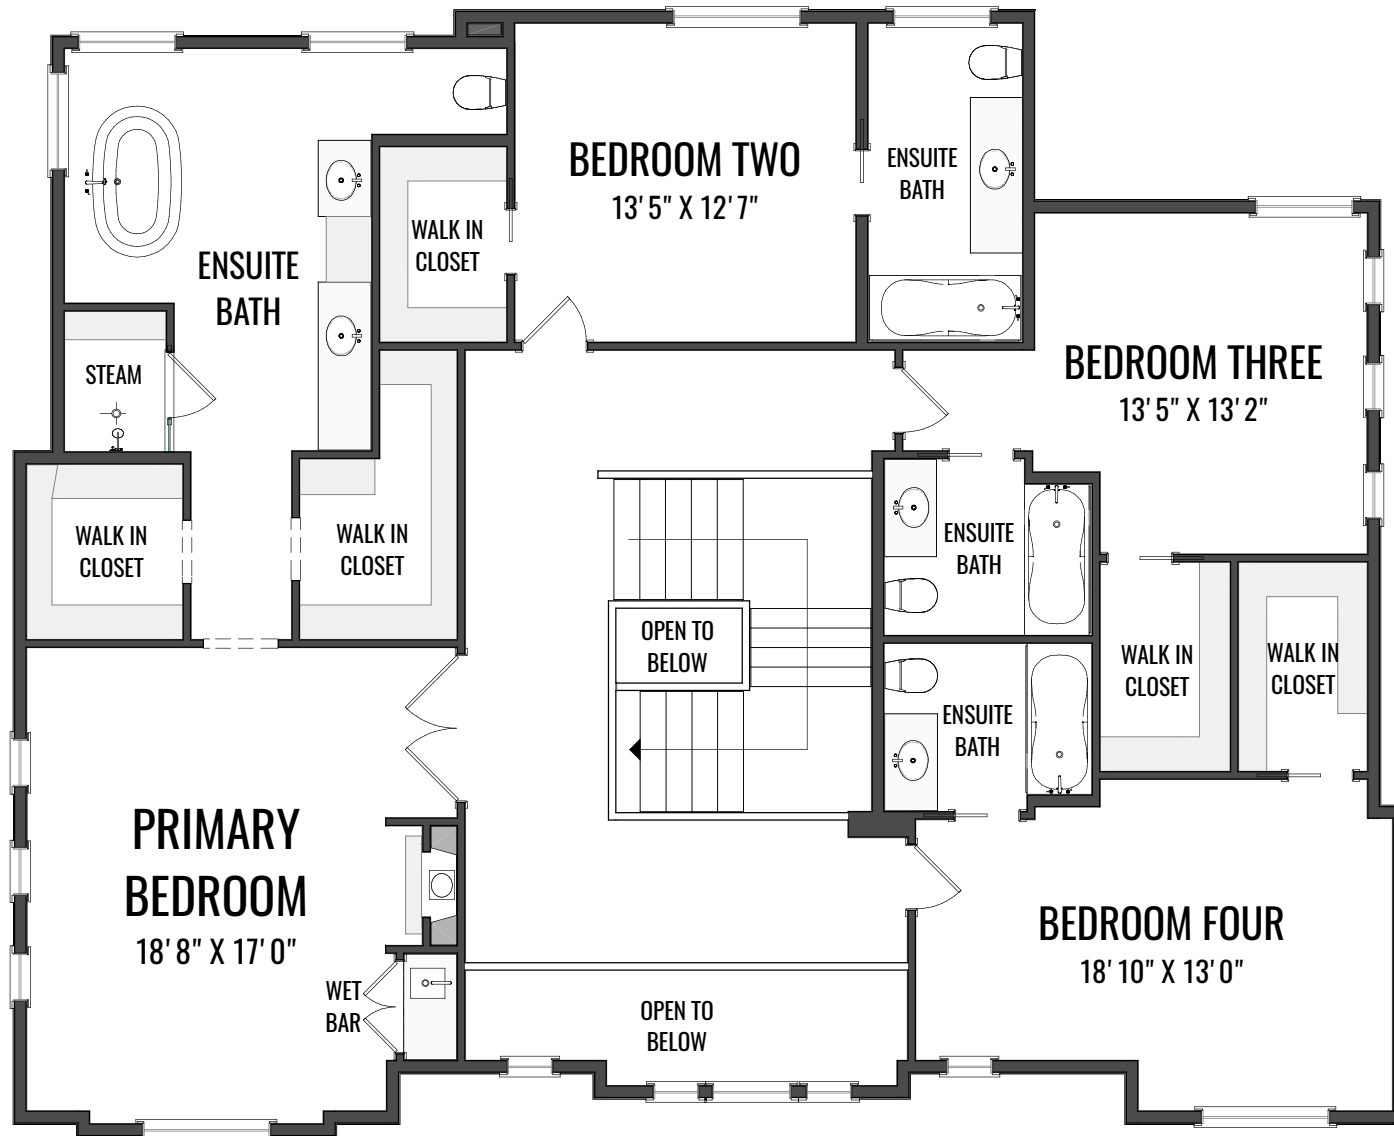 BEDROOM TWO
13'5" X 12'7"
ENSUITE
BATH
WALK IN
CLOSET
ENSUITE
BATH
STEAM
BEDROOM THREE
13'5" X 13'2"
WALK IN
CLOSET
WALK IN
CLOSET
ENSUITE
BATH
OPEN TO
BELOW
WALK IN
CLOSET
WALK IN
CLOSET
ENSUITE
BATH
PRIMARY
BEDROOM
18'8" X 17'0"
BEDROOM FOUR
18'10" X 13'0"
WET
BAR
OPEN TO
BELOW